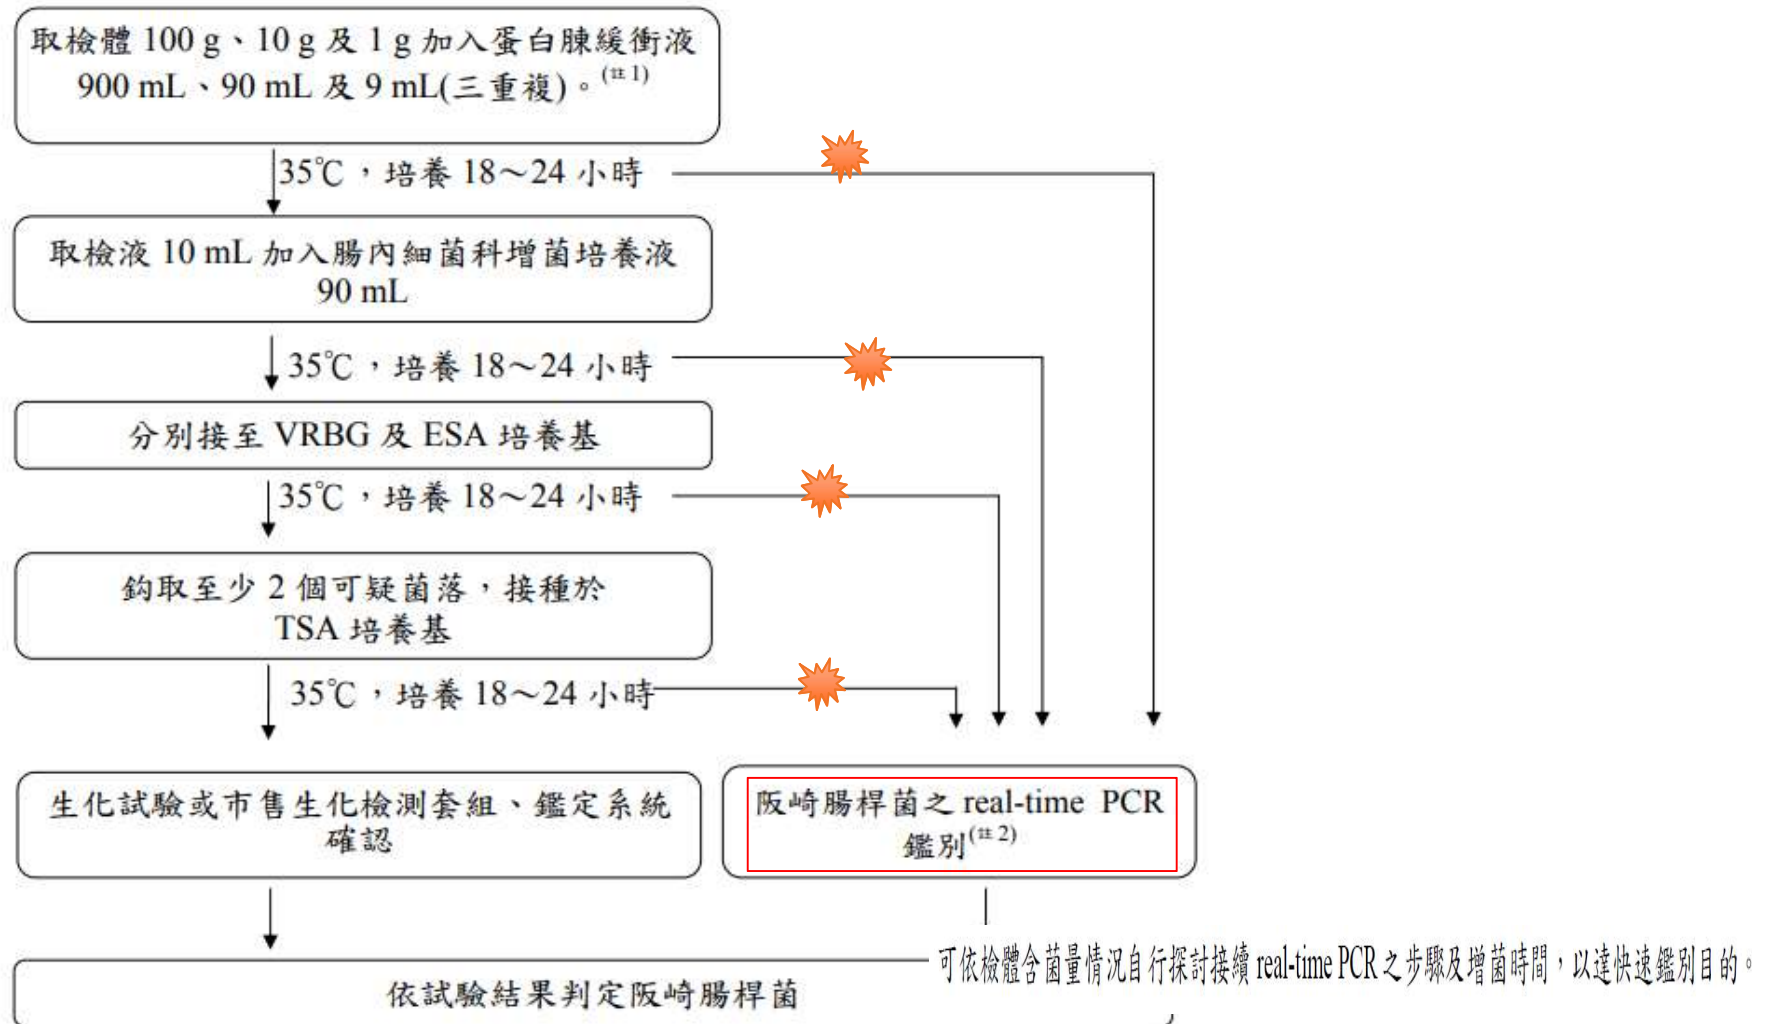 取檢體 100 g、10 g 及 1 g 加入蛋白腖緩衝液
900 mL、90 mL 及 9 mL(三重複)。(註1)
35℃，培養 18～24 小時
取檢液 10 mL 加入腸內細菌科增菌培養液
90 mL
35℃，培養 18～24 小時
分別接至 VRBG 及 ESA 培養基
35℃，培養 18～24 小時
鈎取至少 2 個可疑菌落，接種於
TSA 培養基
35℃，培養 18～24 小時
生化試驗或市售生化檢測套組、鑑定系統
確認
阪崎腸桿菌之 real-time PCR
鑑別(註2)
可依檢體含菌量情況自行探討接續 real-time PCR 之步驟及增菌時間，以達快速鑑別目的。
依試驗結果判定阪崎腸桿菌